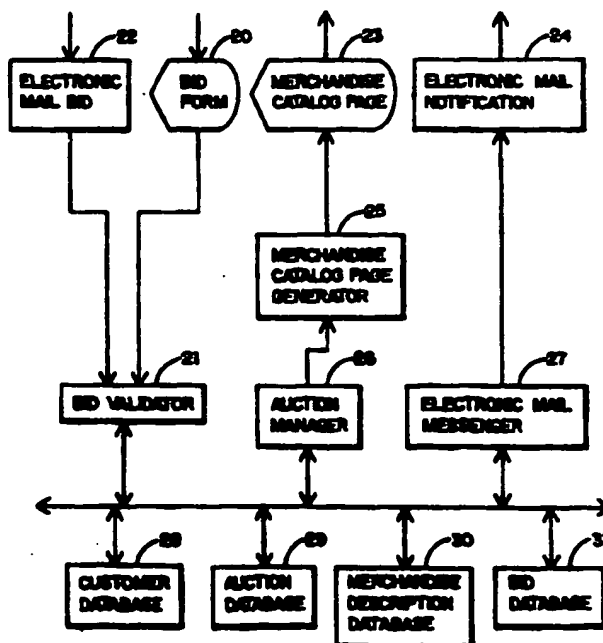 22
20
23
24
ELECTRONIC
MAIL BID
BID
FORM
MERCHANDISE
CATALOG PAGE
ELECTRONIC MAIL
NOTIFICATION
25
MERCHANDISE
CATALOG PAGE
GENERATOR
21
26
27
BID VALIDATOR
AUCTION
MANAGER
ELECTRONIC MAIL
MESSENGER
28
29
30
CUSTOMER
DATABASE
AUCTION
DATABASE
MERCHANDISE
DESCRIPTION
DATABASE
BID
DATABASE